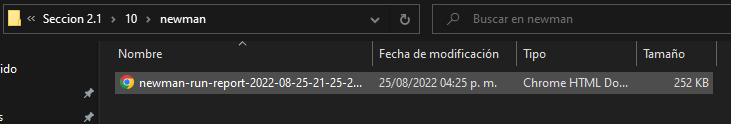 « Seccion 2.1 > 10 > newman
Buscar en newman
Nombre Fecha de modificación Tipo Tamaño
ido
newman-run-report-2022-08-25-21-25-2... 25/08/2022 04:25 p. m. Chrome HTML Do... 252 KB
s